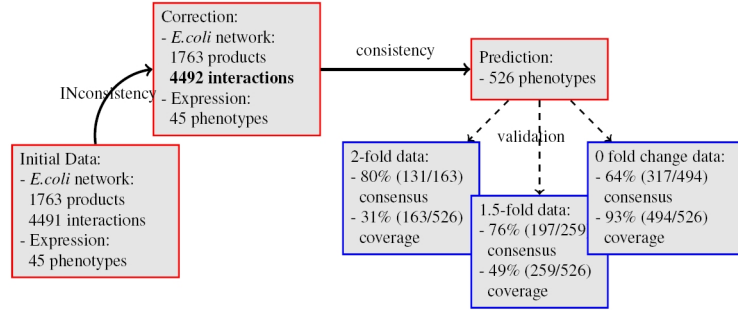 Correction:
- E.coli network:
1763 products
4492 interactions
- Expression:
45 phenotypes
consistency
Prediction:
- 526 phenotypes
INconsistency
Initial Data:
- E.coli network:
1763 products
4491 interactions
- Expression:
45 phenotypes
validation
2-fold data:
- 80% (131/163)
consensus
- 31% (163/526)
coverage
1.5-fold data:
- 76% (197/259
consensus
- 49% (259/526)
coverage
0 fold change data:
- 64% (317/494)
consensus
- 93% (494/526)
coverage